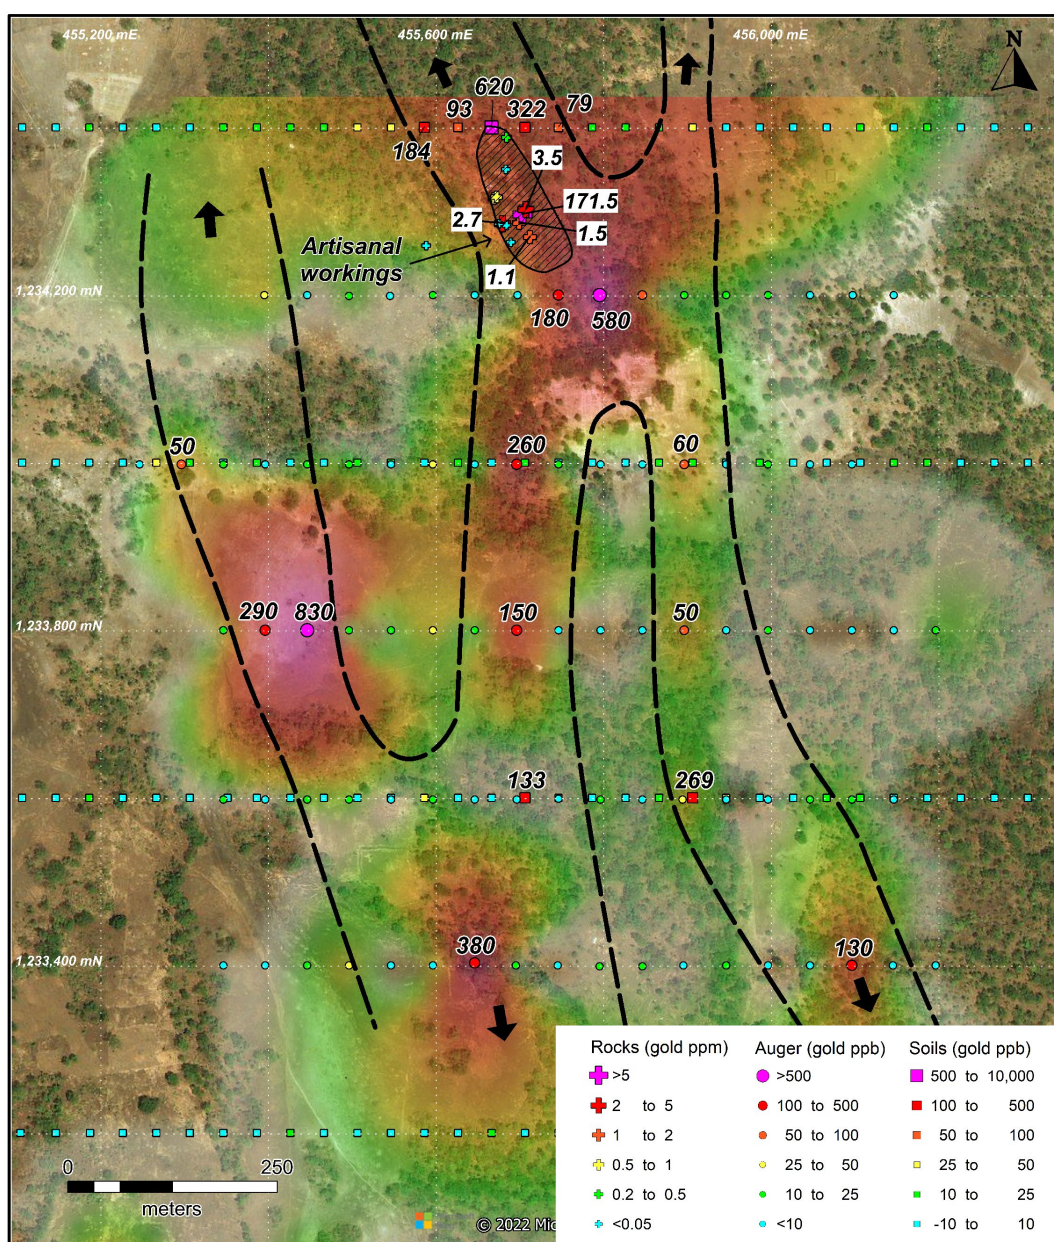 455,200 mE
455,600 mE
456,000 mE
N
620
93
322
79
184
3.5
171.5
2.7
1.5
Artisanal
workings
1.1
1,234,200 mN
180
580
50
260
60
290
830
150
50
1,233,800 mN
133
269
380
130
1,233,400 mN
Rocks (gold ppm)
Auger (gold ppb)
Soils (gold ppb)
>5
>500
500 to 10,000
2 to 5
100 to 500
100 to 500
1 to 2
50 to 100
50 to 100
0.5 to 1
25 to 50
25 to 50
0.2 to 0.5
10 to 25
10 to 25
<0.05
<10
-10 to 10
0
250
meters
© 2022 Mic